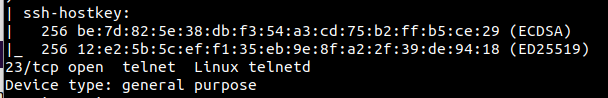 | ssh-hostkey:
|   256 be:7d:82:5e:38:db:f3:54:a3:cd:75:b2:ff:b5:ce:29 (ECDSA)
|_  256 12:e2:5b:5c:ef:f1:35:eb:9e:8f:a2:2f:39:de:94:18 (ED25519)
23/tcp open  telnet  Linux telnetd
Device type: general purpose